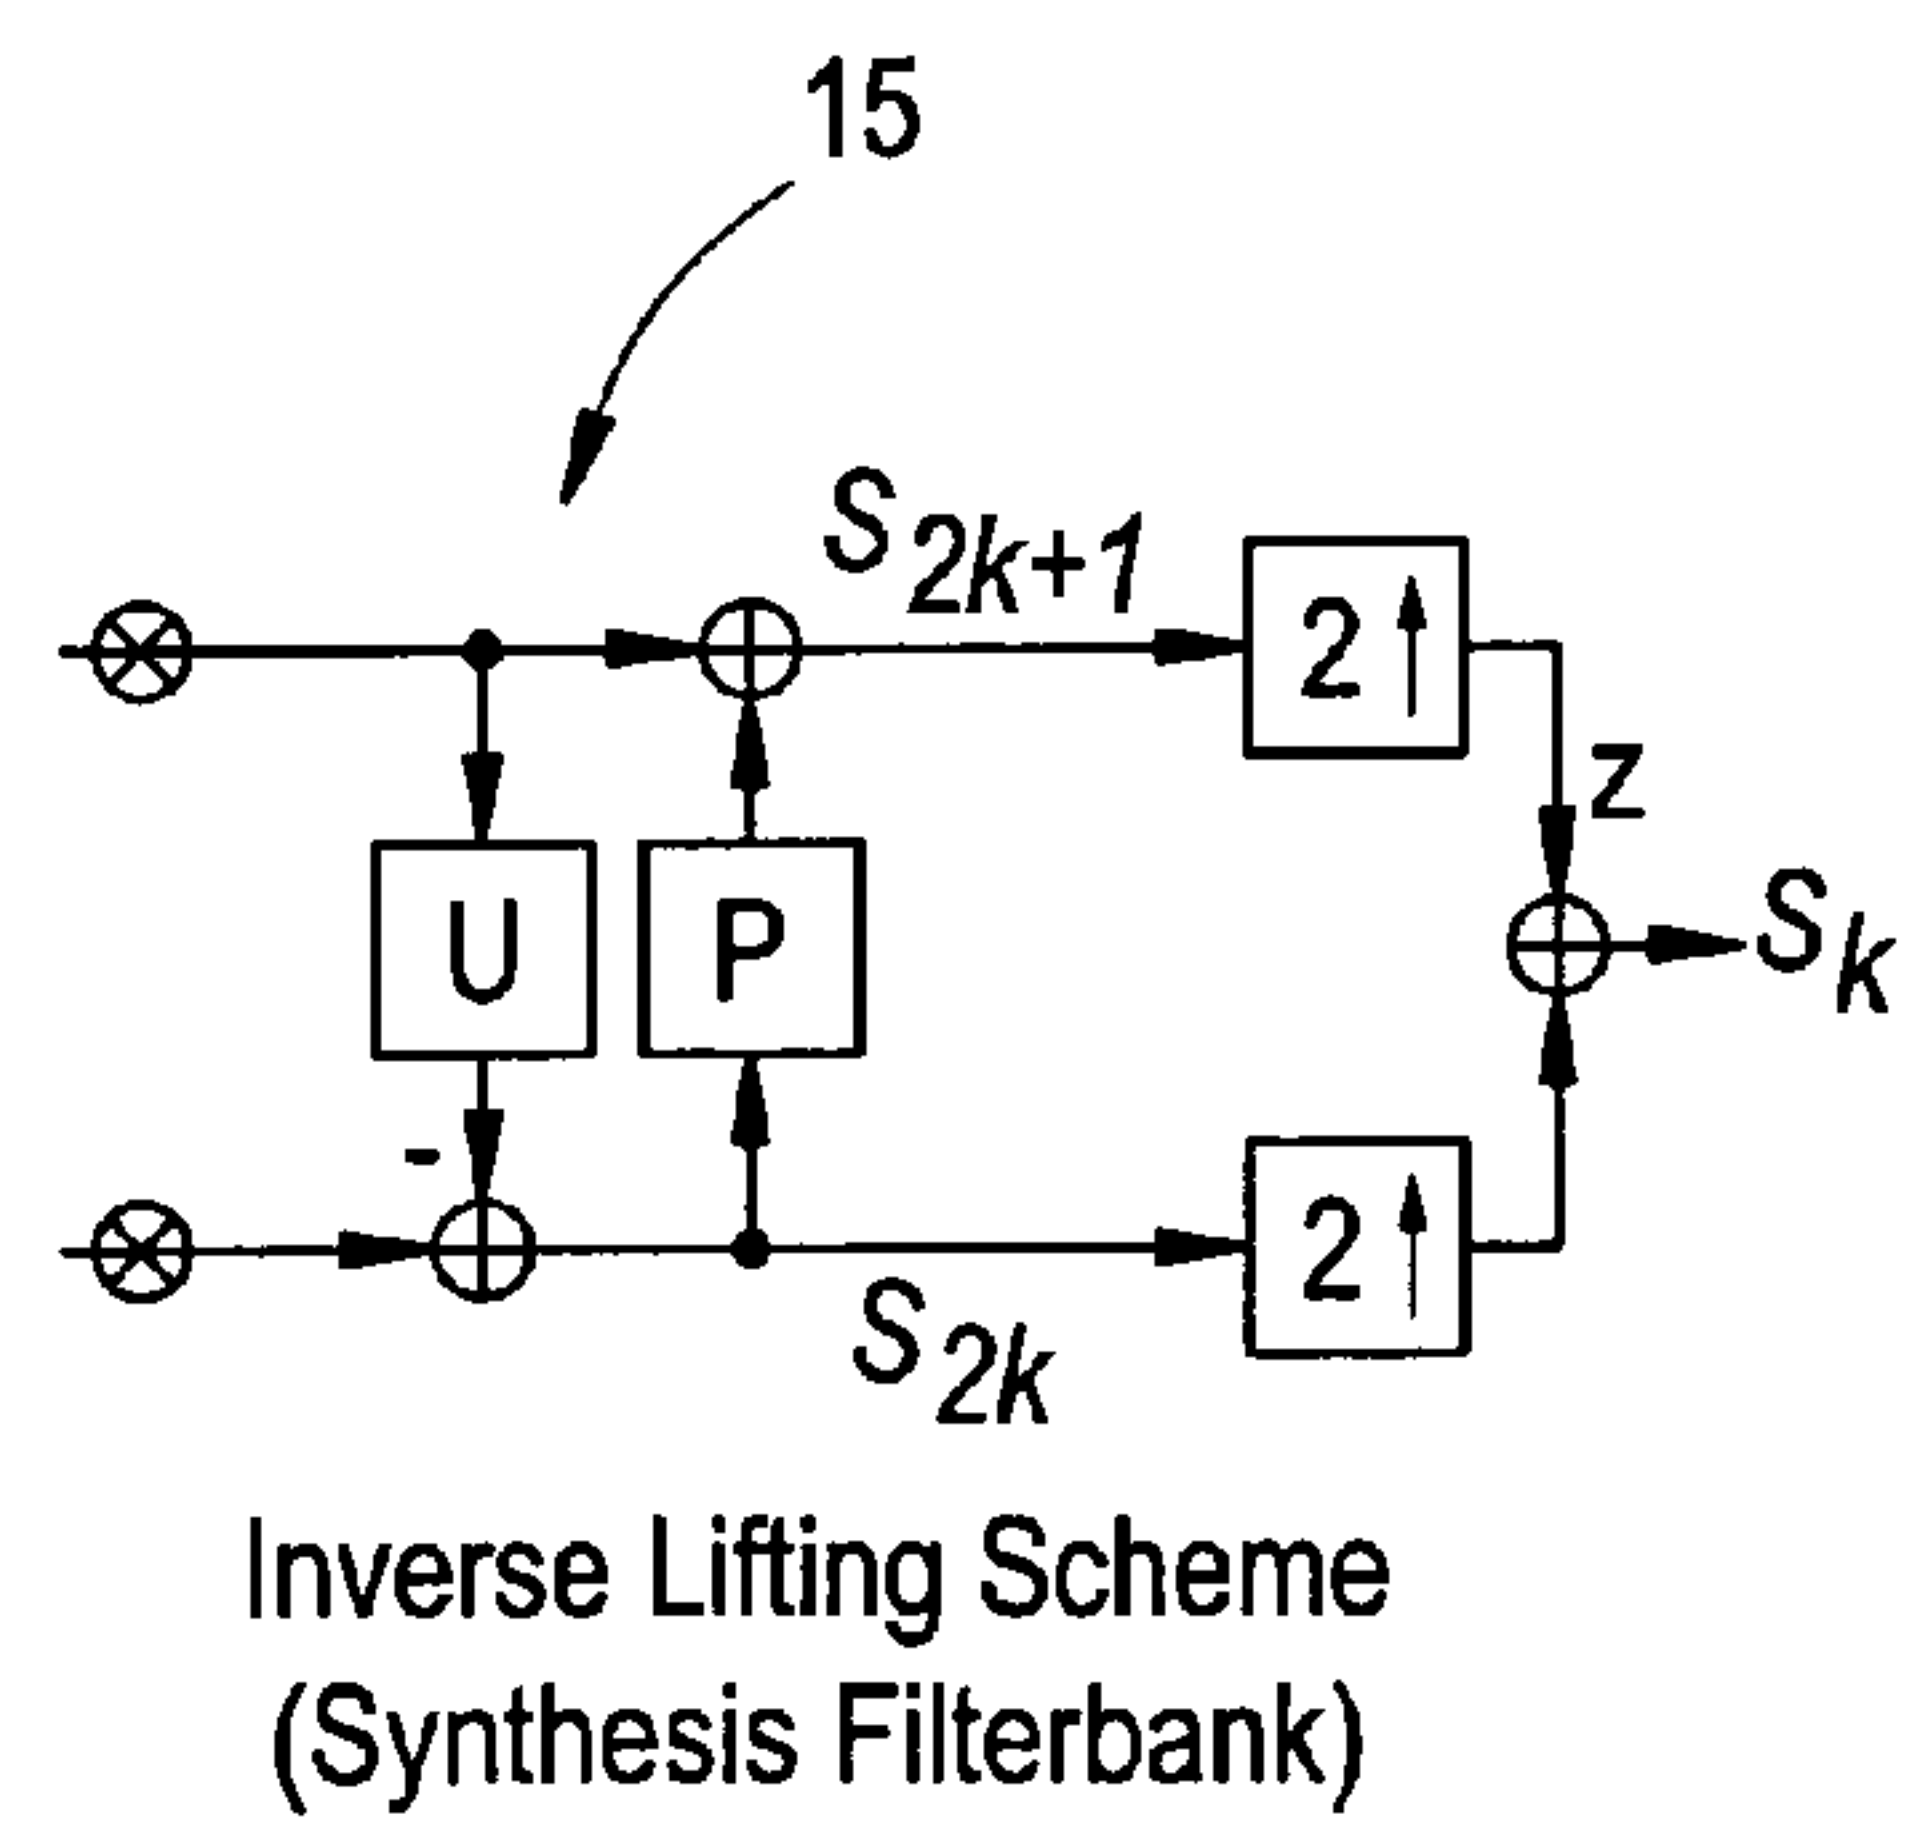 15
S2k+1
2↑
z
U
P
Sk
-
2↑
S2k
Inverse Lifting Scheme
(Synthesis Filterbank)